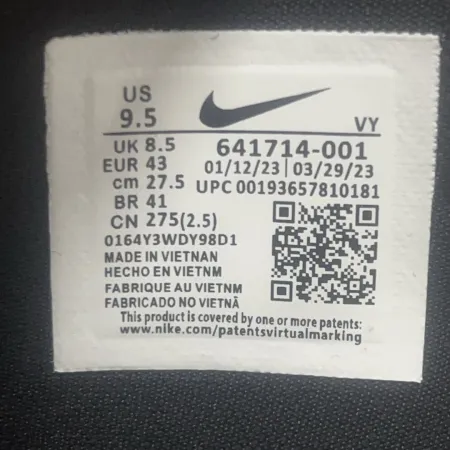 US
9.5
VY
UK 8.5
EUR 43
cm 27.5
BR 41
CN 275(2.5)
641714-001
01/12/23 | 03/29/23
UPC 00193657810181
0164Y3WDY98D1
MADE IN VIETNAN
HECHO EN VIETNM
FABRIQUE AU VIETNM
FABRICADO NO VIETNÃ
This product is covered by one or more patents:
www.nike.com/patentsvirtualmarking